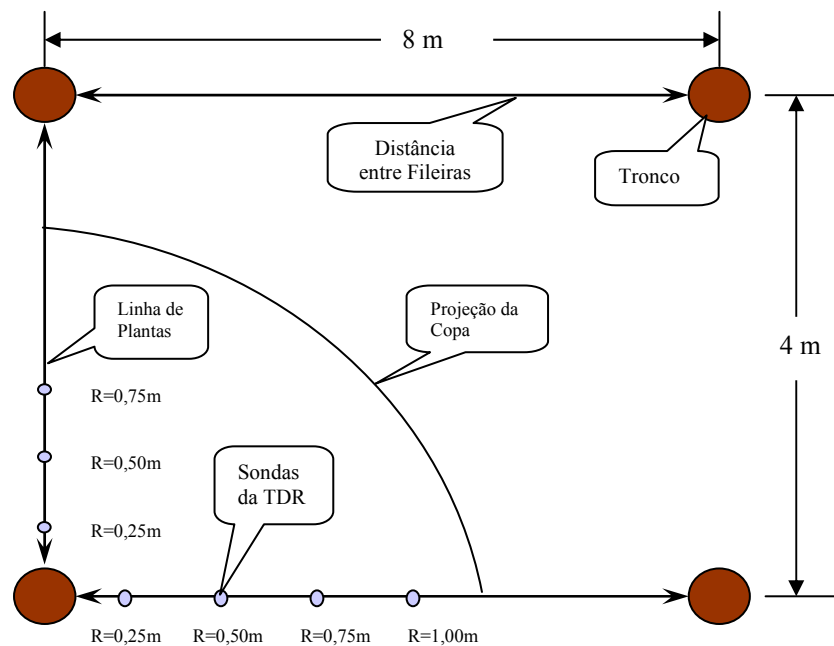 8 m
Distância
entre Fileiras
Tronco
Linha de
Plantas
Projeção da
Copa
4 m
R=0,75m
R=0,50m
Sondas
da TDR
R=0,25m
R=0,25m
R=0,50m
R=0,75m
R=1,00m